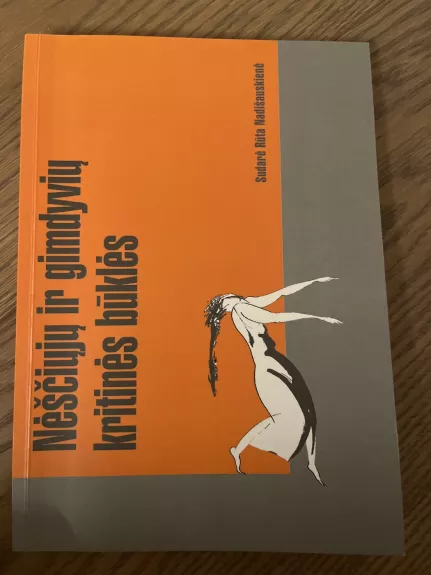 Nėščiųjų ir gimdyvių
kritinės būklės
Sudarė Rūta Nadišauskienė